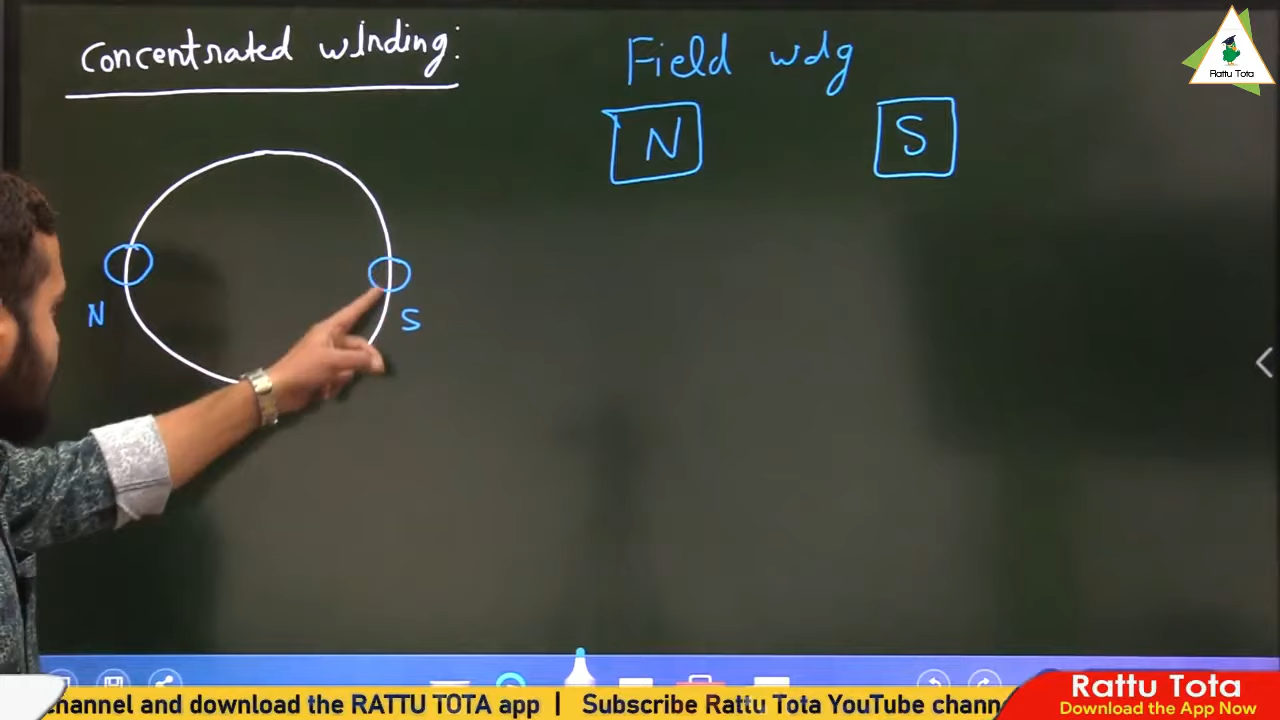 Concentrated winding:
Field wdg
N
S
N
S
Rattu Tota
channel and download the RATTU TOTA app | Subscribe Rattu Tota YouTube chann
Rattu Tota
Download the App Now